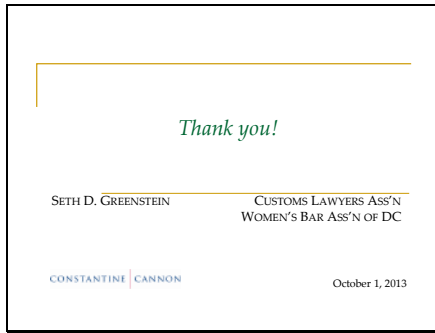 Thank you!
SETH D. GREENSTEIN
CUSTOMS LAWYERS ASS'N
WOMEN'S BAR ASS'N OF DC
CONSTANTINE CANNON
October 1, 2013